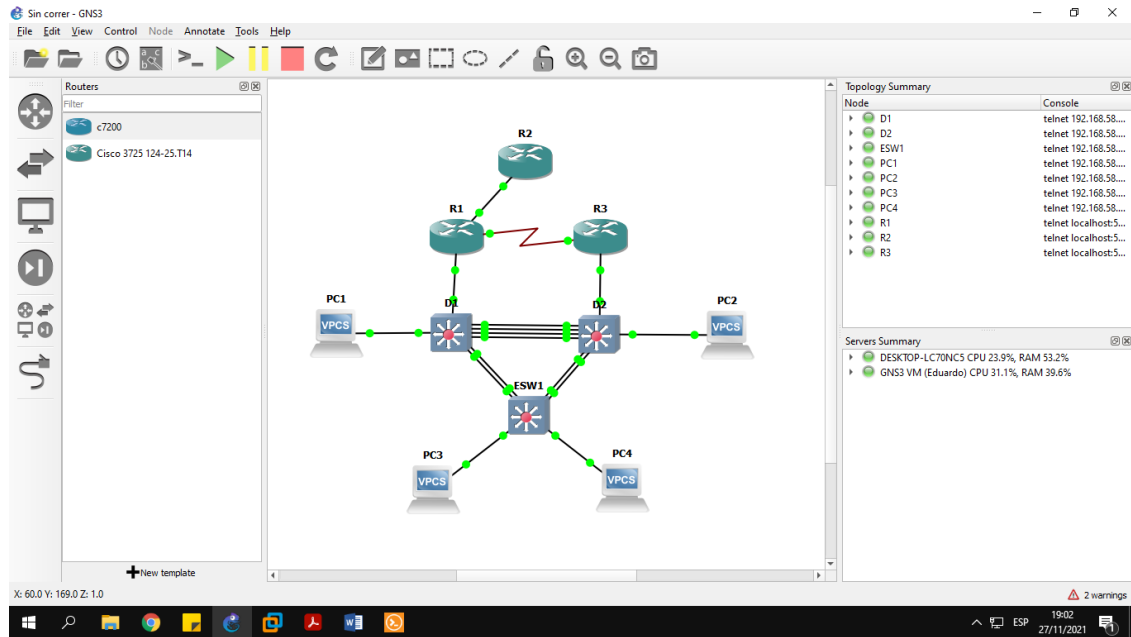 Sin correr - GNS3
File Edit View Control Node Annotate Tools Help
Routers
Filter
c7200
Cisco 3725 124-25.T14
New template
R2
R1
R3
D1
D2
PC1
VPCS
PC2
VPCS
ESW1
PC3
VPCS
PC4
VPCS
Topology Summary
Node Console
D1 telnet 192.168.58....
D2 telnet 192.168.58....
ESW1 telnet 192.168.58....
PC1 telnet 192.168.58....
PC2 telnet 192.168.58....
PC3 telnet 192.168.58....
PC4 telnet 192.168.58....
R1 telnet localhost:5...
R2 telnet localhost:5...
R3 telnet localhost:5...
Servers Summary
DESKTOP-LC70NC5 CPU 23.9%, RAM 53.2%
GNS3 VM (Eduardo) CPU 31.1%, RAM 39.6%
X: 60.0 Y: 169.0 Z: 1.0
2 warnings
ESP
19:02
27/11/2021